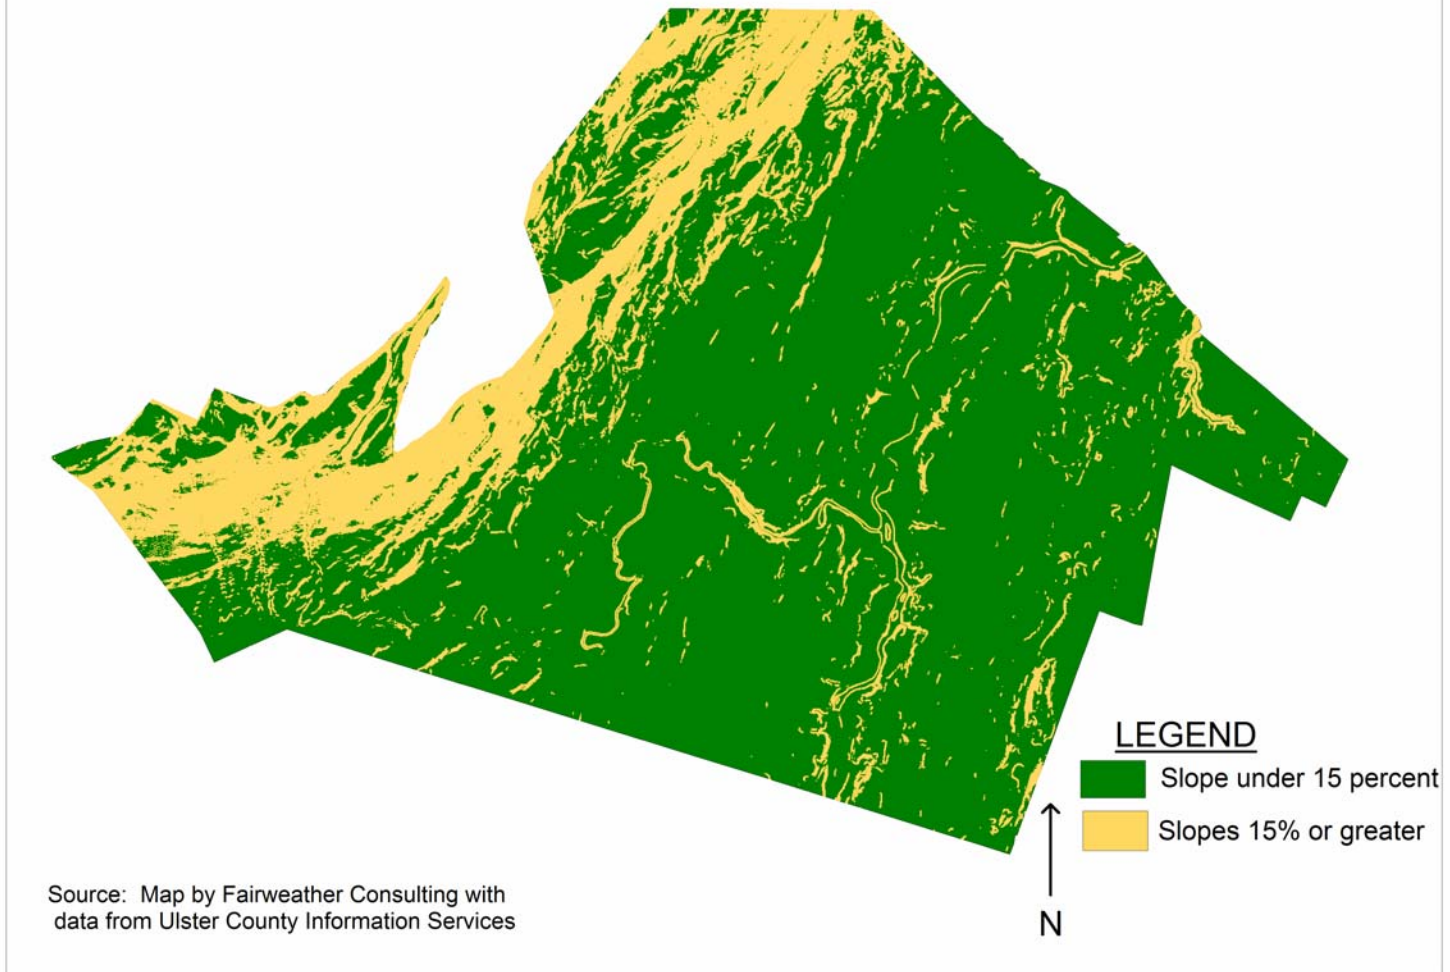 LEGEND
Slope under 15 percent
Slopes 15% or greater
Source: Map by Fairweather Consulting with
data from Ulster County Information Services
N